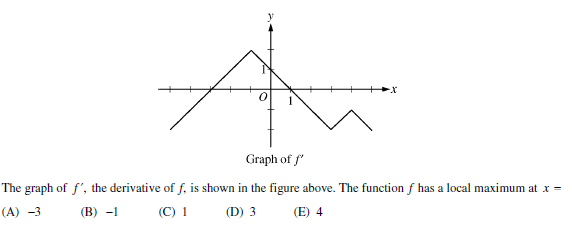 y
1
x
O
1
Graph of f′
The graph of f′, the derivative of f, is shown in the figure above. The function f has a local maximum at x =
(A) −3 (B) −1 (C) 1 (D) 3 (E) 4